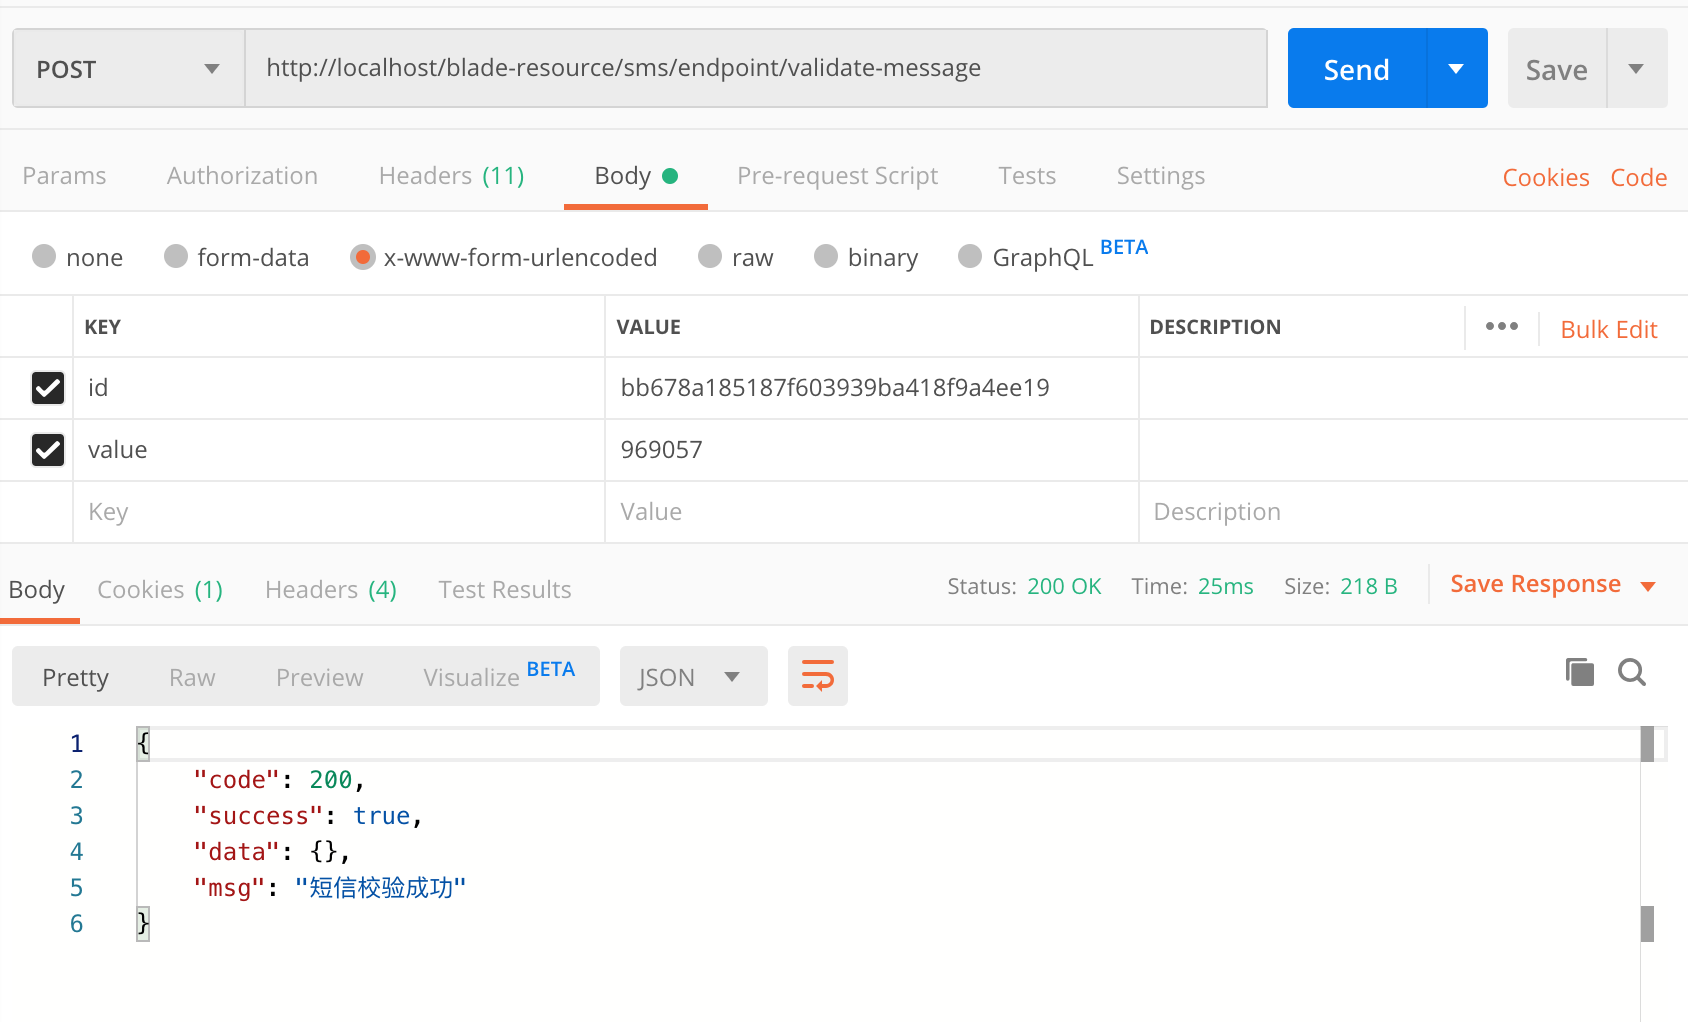 POST http://localhost/blade-resource/sms/endpoint/validate-message Send Save
Params Authorization Headers (11) Body Pre-request Script Tests Settings Cookies Code
none form-data x-www-form-urlencoded raw binary GraphQL BETA
KEY VALUE DESCRIPTION ••• Bulk Edit
id bb678a185187f603939ba418f9a4ee19
value 969057
Key Value Description
Body Cookies (1) Headers (4) Test Results Status: 200 OK Time: 25ms Size: 218 B Save Response
Pretty Raw Preview Visualize BETA JSON
1 {
2 "code": 200,
3 "success": true,
4 "data": {},
5 "msg": "短信校验成功"
6 }